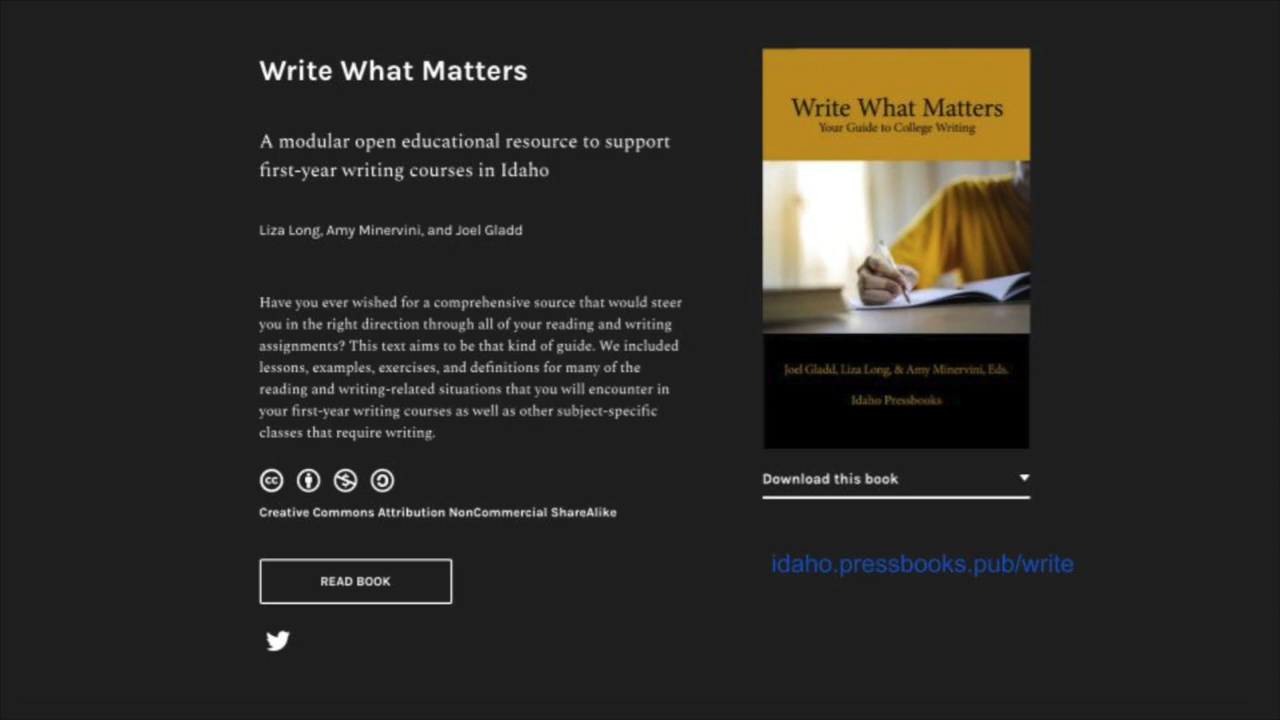 Write What Matters
A modular open educational resource to support
first-year writing courses in Idaho
Liza Long, Amy Minervini, and Joel Gladd
Have you ever wished for a comprehensive source that would steer
you in the right direction through all of your reading and writing
assignments? This text aims to be that kind of guide. We included
lessons, examples, exercises, and definitions for many of the
reading and writing-related situations that you will encounter in
your first-year writing courses as well as other subject-specific
classes that require writing.
cc
Creative Commons Attribution NonCommercial ShareAlike
READ BOOK
Write What Matters
Your Guide to College Writing
Joel Gladd, Liza Long, & Amy Minervini, Eds.
Idaho Pressbooks
Download this book
idaho.pressbooks.pub/write